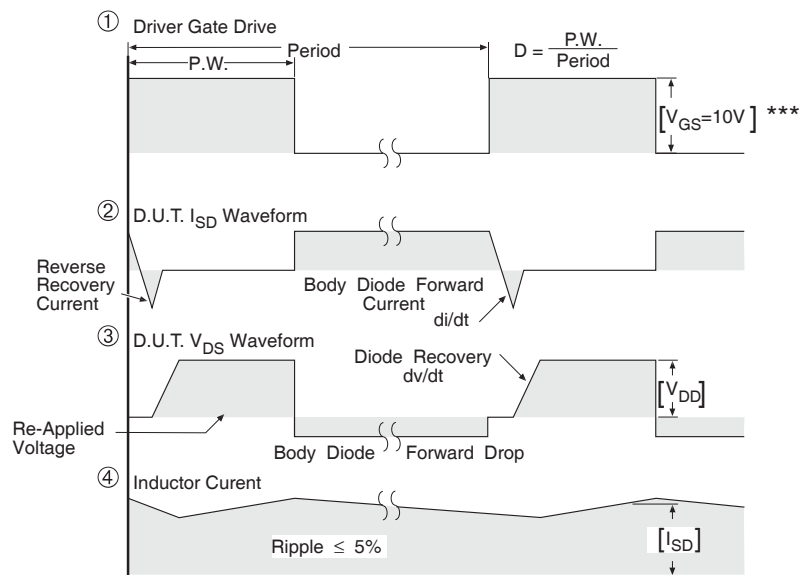 ① Driver Gate Drive
Period
P.W.
D = P.W. / Period
[VGS=10V] ***
② D.U.T. ISD Waveform
Reverse
Recovery
Current
Body Diode Forward
Current
di/dt
③ D.U.T. VDS Waveform
Diode Recovery
dv/dt
[VDD]
Re-Applied
Voltage
Body Diode
Forward Drop
④ Inductor Curent
Ripple ≤ 5%
[ISD]